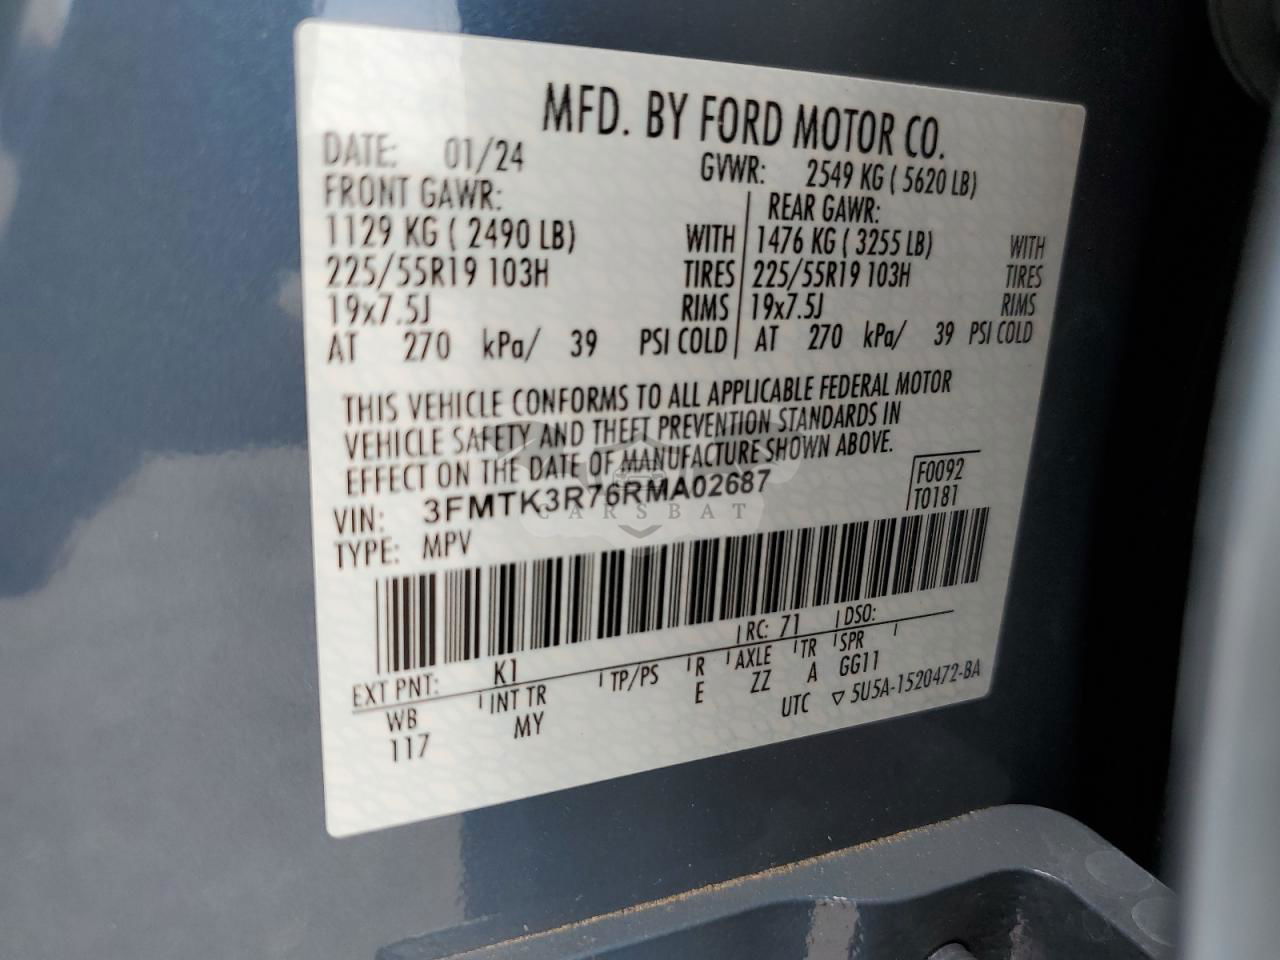 MFD. BY FORD MOTOR CO.
DATE: 01/24 GVWR: 2549 KG ( 5620 LB)
FRONT GAWR: REAR GAWR:
1129 KG ( 2490 LB) WITH 1476 KG ( 3255 LB) WITH
225/55R19 103H TIRES 225/55R19 103H TIRES
19x7.5J RIMS 19x7.5J RIMS
AT 270 kPa/ 39 PSI COLD AT 270 kPa/ 39 PSI COLD
THIS VEHICLE CONFORMS TO ALL APPLICABLE FEDERAL MOTOR
VEHICLE SAFETY AND THEFT PREVENTION STANDARDS IN
EFFECT ON THE DATE OF MANUFACTURE SHOWN ABOVE.
VIN: 3FMTK3R76RMA02687 F0092
TYPE: MPV T0181
CARSBAT
EXT PNT: K1 RC: 71 DSO:
WB INT TR TP/PS R AXLE TR SPR
117 MY E ZZ A GG11
UTC ▽ 5U5A-1520472-BA